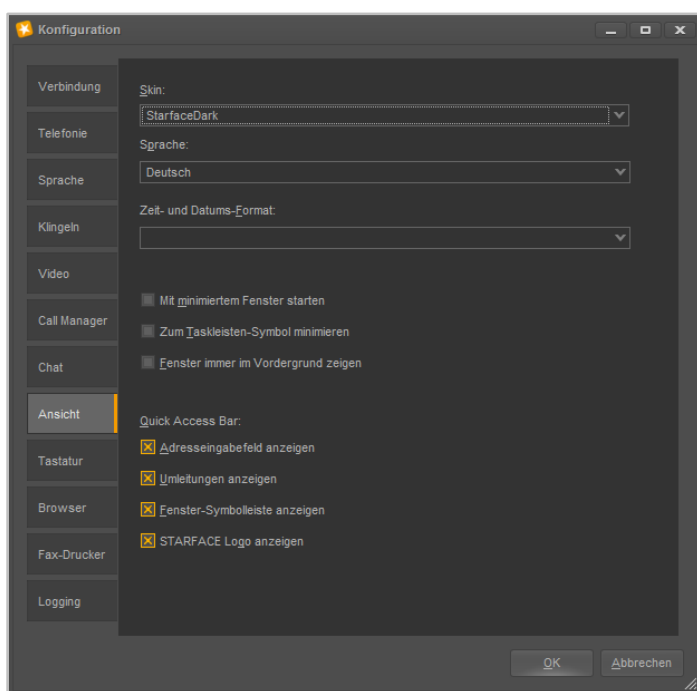 Konfiguration
Verbindung
Telefonie
Sprache
Klingeln
Video
Call Manager
Chat
Ansicht
Tastatur
Browser
Fax-Drucker
Logging
Skin:
StarfaceDark
Sprache:
Deutsch
Zeit- und Datums-Format:
Mit minimiertem Fenster starten
Zum Taskleisten-Symbol minimieren
Fenster immer im Vordergrund zeigen
Quick Access Bar:
Adresseingabefeld anzeigen
Umleitungen anzeigen
Fenster-Symbolleiste anzeigen
STARFACE Logo anzeigen
OK
Abbrechen